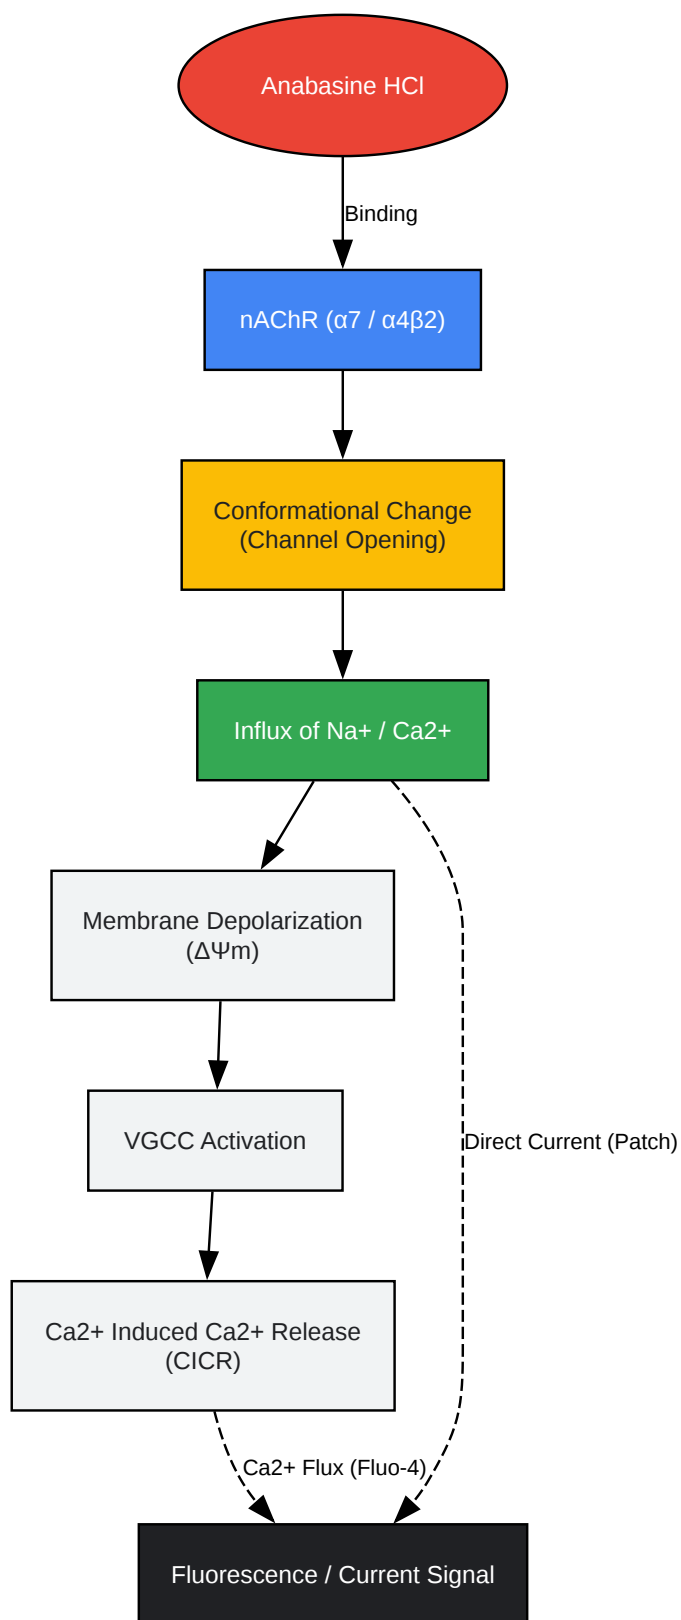 Anabasine HCl
Binding
nAChR (α7 / α4β2)
Conformational Change
(Channel Opening)
Influx of Na+ / Ca2+
Membrane Depolarization
(ΔΨm)
VGCC Activation
Direct Current (Patch)
Ca2+ Induced Ca2+ Release
(CICR)
Ca2+ Flux (Fluo-4)
Fluorescence / Current Signal